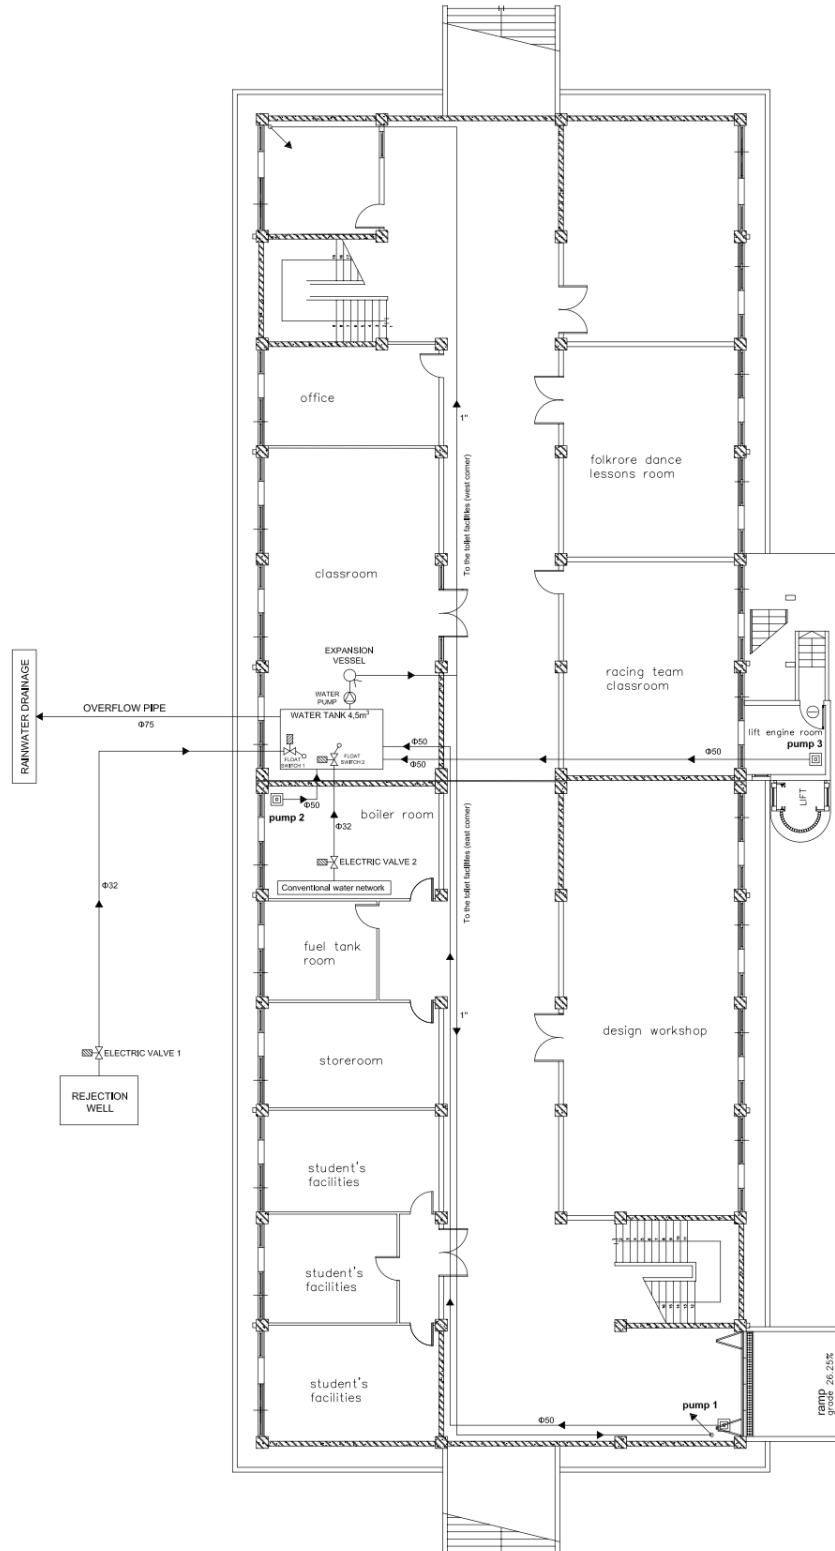 office
1"
To the toilet facilities (west corner)
folkrore dance
lessons room
classroom
EXPANSION
VESSEL
WATER
PUMP
racing team
classroom
RAINWATER DRAINAGE
OVERFLOW PIPE
Φ75
WATER TANK 4,5m³
FLOAT
SWITCH 1
FLOAT
SWITCH 2
Φ50
Φ50
Φ50
lift engine room
pump 3
LIFT
Φ50
pump 2
Φ32
boiler room
ELECTRIC VALVE 2
Conventional water network
To the toilet facilities (east corner)
Φ32
fuel tank
room
1"
design workshop
ELECTRIC VALVE 1
storeroom
REJECTION
WELL
student's
facilities
student's
facilities
student's
facilities
pump 1
Φ50
ramp
grade 26.25%